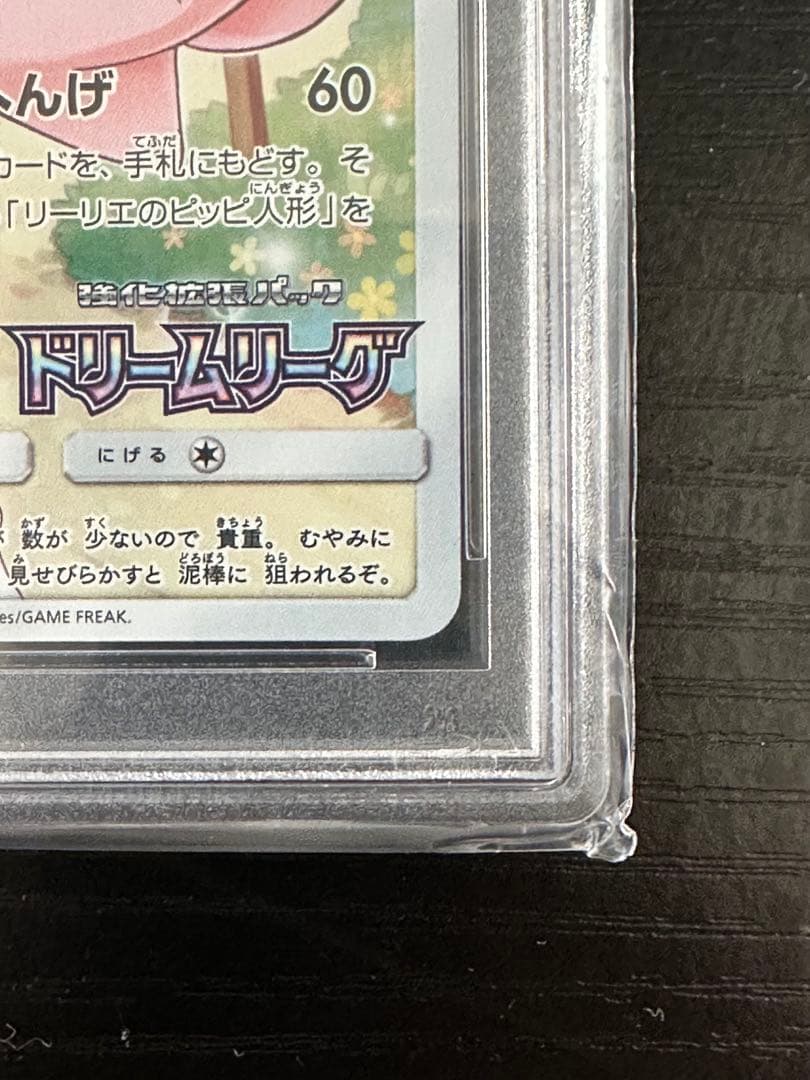 んげ 60
カードを、手札にもどす。そ
「リーリエのピッピ人形」を
強化拡張パック
ドリームリーグ
にげる
数が 少ないので 貴重。 むやみに
見せびらかすと 泥棒に 狙われるぞ。
es/GAME FREAK.